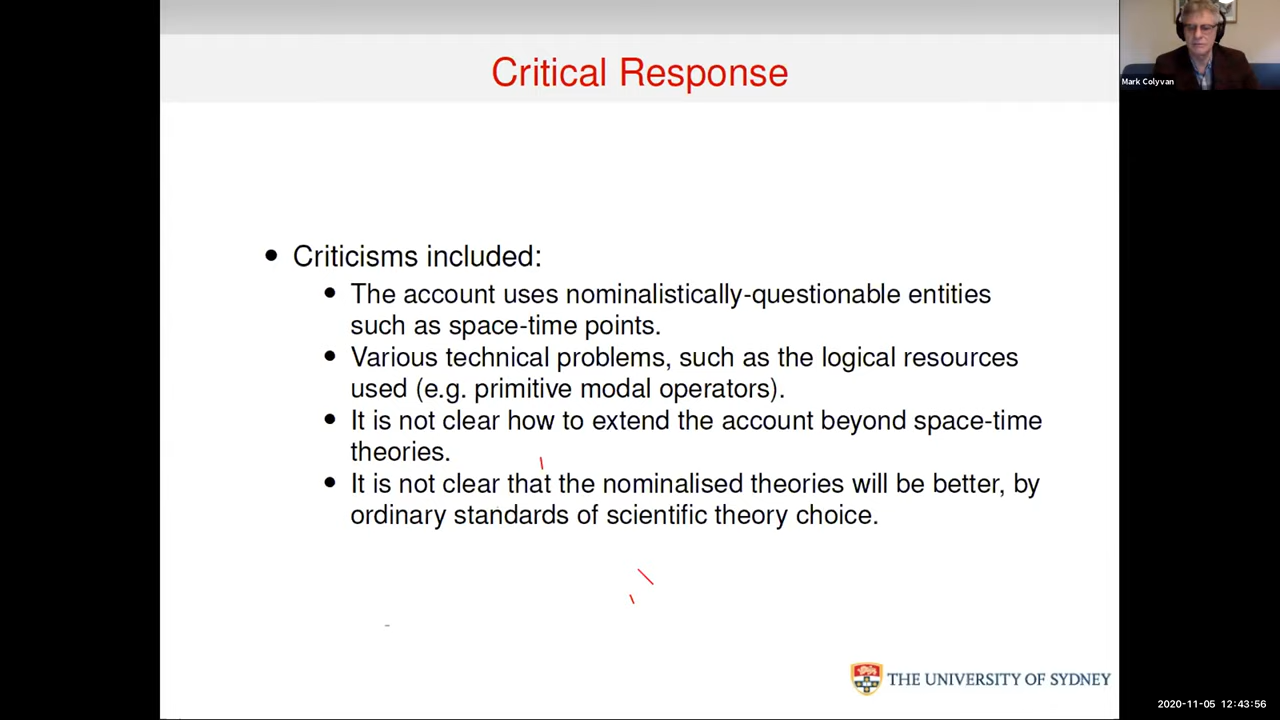 Critical Response
Mark Colyvan
• Criticisms included:
• The account uses nominalistically-questionable entities
such as space-time points.
• Various technical problems, such as the logical resources
used (e.g. primitive modal operators).
• It is not clear how to extend the account beyond space-time
theories.
• It is not clear that the nominalised theories will be better, by
ordinary standards of scientific theory choice.
THE UNIVERSITY OF SYDNEY
2020-11-05 12:43:56